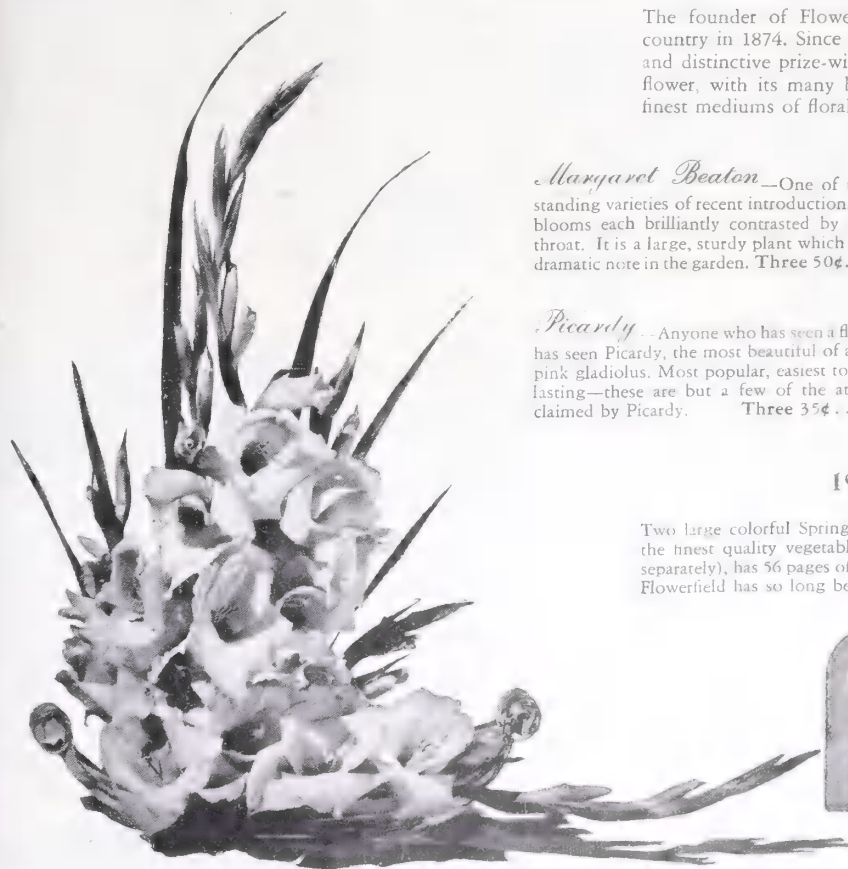 The founder of Flowe
country in 1874. Since
and distinctive prize-wi
flower, with its many b
finest mediums of floral
Margaret Beaton—One of
standing varieties of recent introduction
blooms each brilliantly contrasted by
throat. It is a large, sturdy plant which
dramatic note in the garden. Three 50¢.
Picardy—Anyone who has seen a fl
has seen Picardy, the most beautiful of a
pink gladiolus. Most popular, easiest to
lasting—these are but a few of the at
claimed by Picardy. Three 35¢ . .
19
Two large colorful Spring
the finest quality vegetabl
separately), has 56 pages of
Flowerfield has so long be